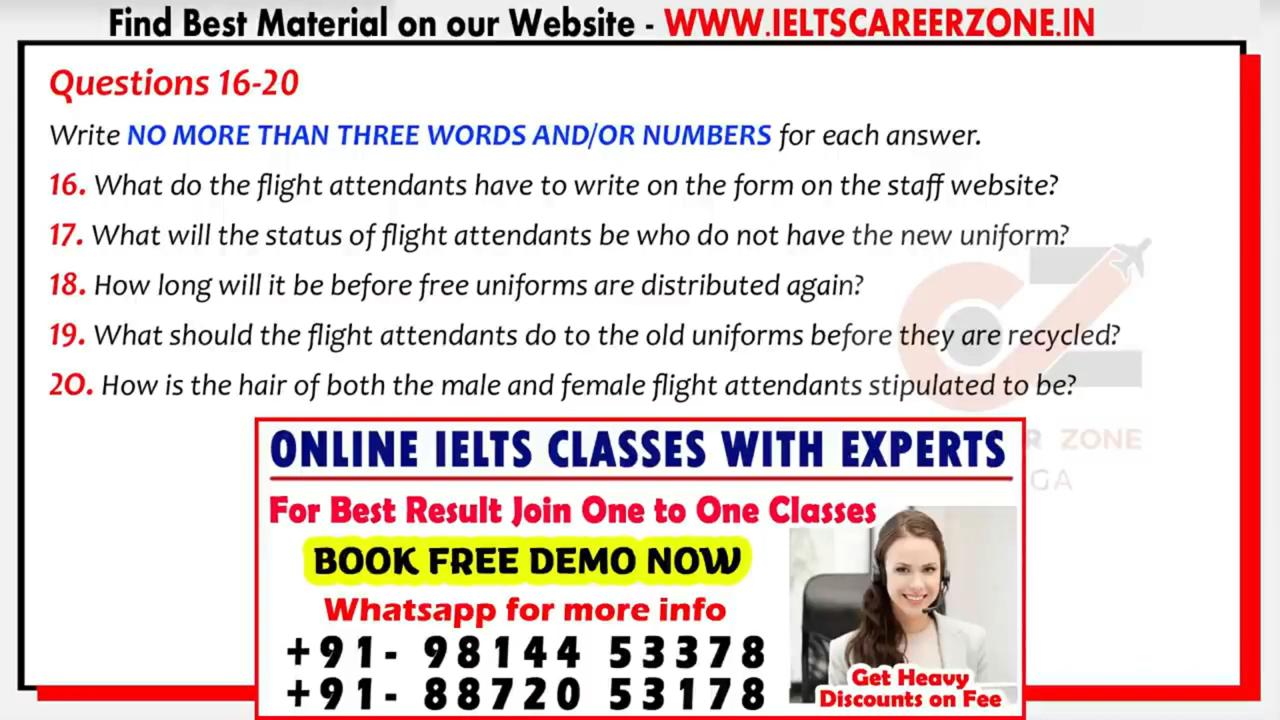 Find Best Material on our Website - WWW.IELTSCAREERZONE.IN
Questions 16-20
Write NO MORE THAN THREE WORDS AND/OR NUMBERS for each answer.
16. What do the flight attendants have to write on the form on the staff website?
17. What will the status of flight attendants be who do not have the new uniform?
18. How long will it be before free uniforms are distributed again?
19. What should the flight attendants do to the old uniforms before they are recycled?
20. How is the hair of both the male and female flight attendants stipulated to be?
ONLINE IELTS CLASSES WITH EXPERTS
R ZONE
GA
For Best Result Join One to One Classes
BOOK FREE DEMO NOW
Whatsapp for more info
+91- 98144 53378
+91- 88720 53178
Get Heavy
Discounts on Fee